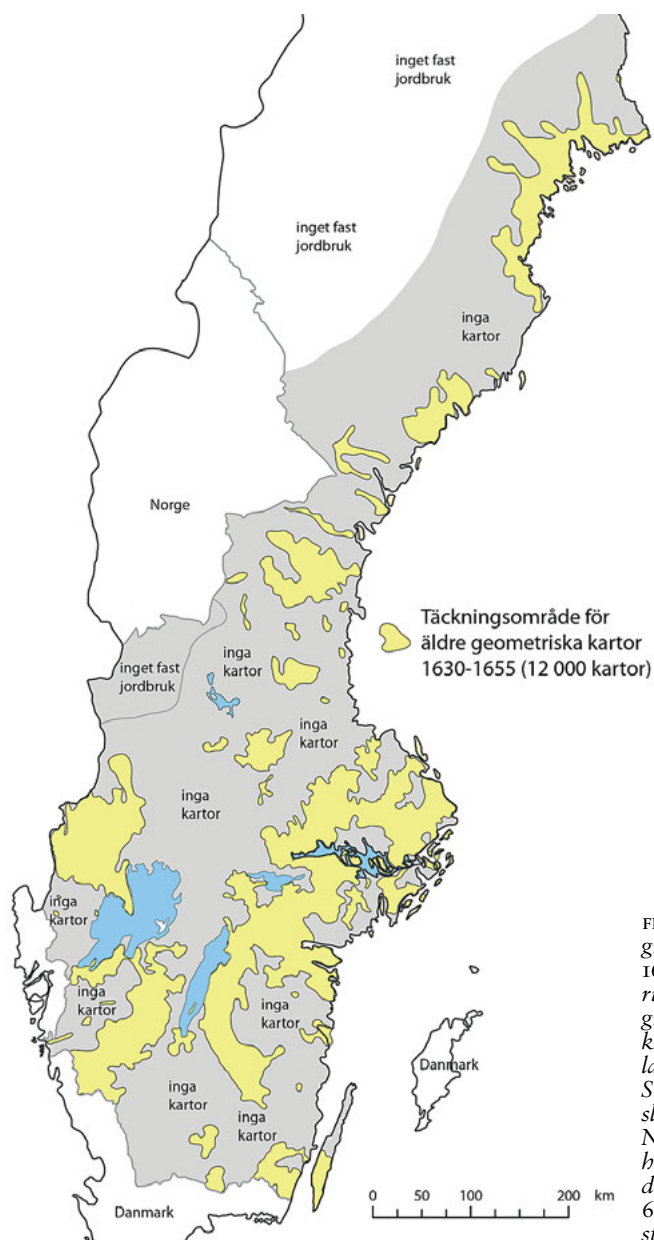 inget fast
jordbruk
inget fast
jordbruk
inga
kartor
Norge
Täckningsområde för
äldre geometriska kartor
1630-1655 (12 000 kartor)
inga
kartor
inget fast
jordbruk
inga
kartor
inga
kartor
inga
kartor
inga
kartor
inga
kartor
Danmark
inga
kartor
inga
kartor
Danmark
0 50 100 200 km